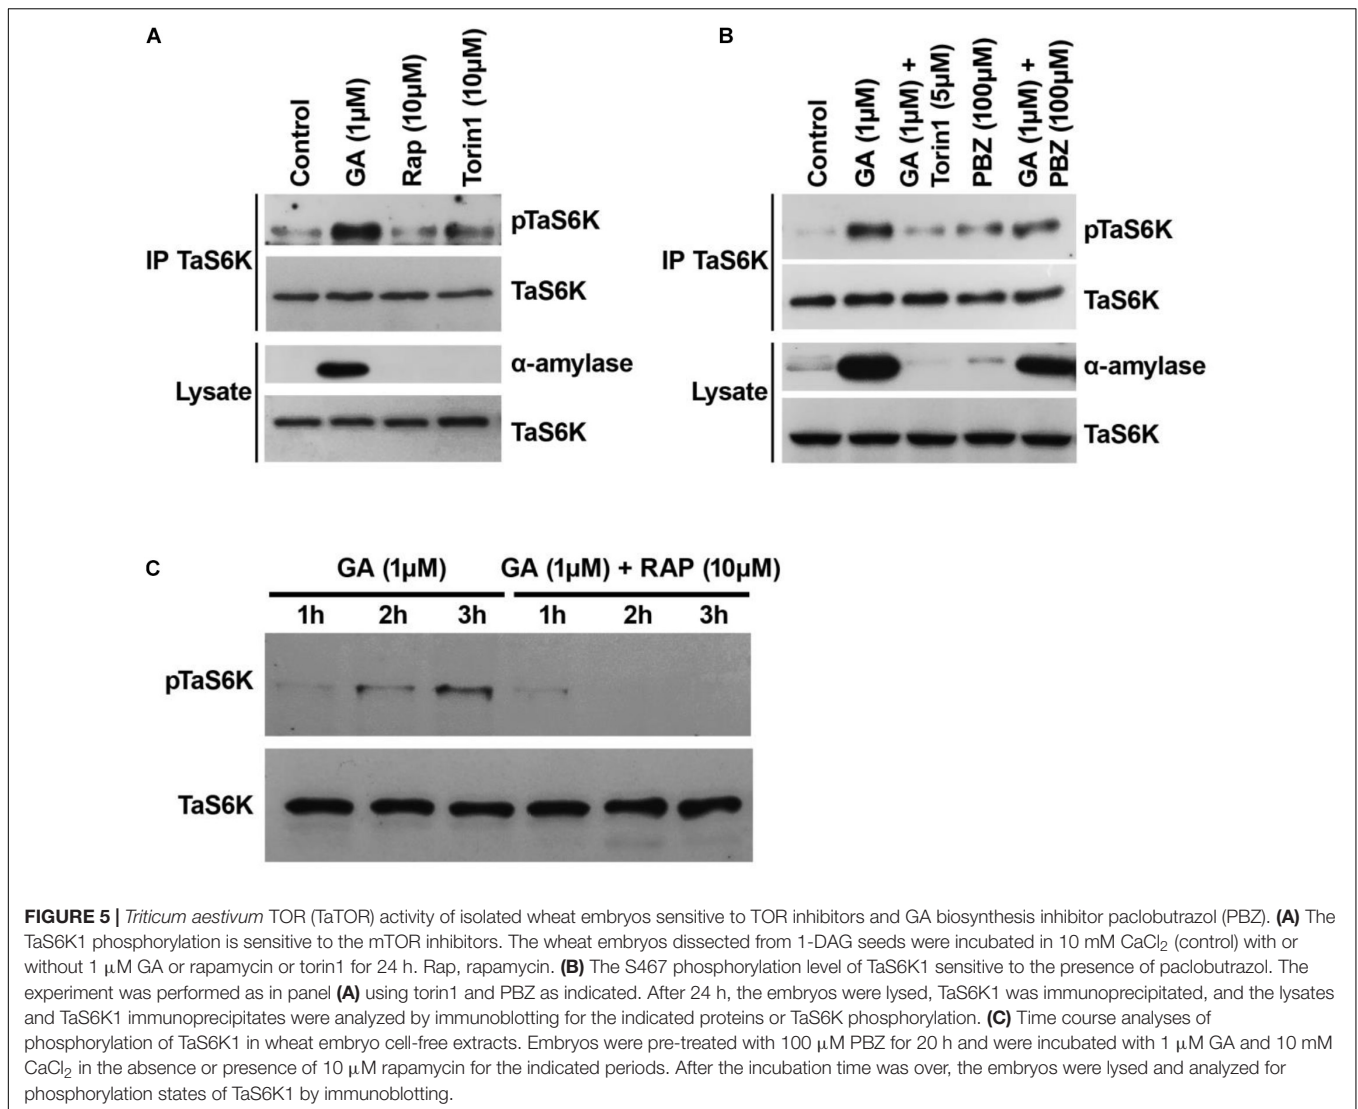 A
B
Control
GA (1µM)
Rap (10µM)
Torin1 (10µM)
Control
GA (1µM)
GA (1µM) +
Torin1 (5µM)
PBZ (100µM)
GA (1µM) +
PBZ (100µM)
IP TaS6K
pTaS6K
TaS6K
Lysate
α-amylase
TaS6K
IP TaS6K
pTaS6K
TaS6K
Lysate
α-amylase
TaS6K
C
GA (1µM) GA (1µM) + RAP (10µM)
1h 2h 3h 1h 2h 3h
pTaS6K
TaS6K
FIGURE 5 | Triticum aestivum TOR (TaTOR) activity of isolated wheat embryos sensitive to TOR inhibitors and GA biosynthesis inhibitor paclobutrazol (PBZ). (A) The
TaS6K1 phosphorylation is sensitive to the mTOR inhibitors. The wheat embryos dissected from 1-DAG seeds were incubated in 10 mM CaCl₂ (control) with or
without 1 µM GA or rapamycin or torin1 for 24 h. Rap, rapamycin. (B) The S467 phosphorylation level of TaS6K1 sensitive to the presence of paclobutrazol. The
experiment was performed as in panel (A) using torin1 and PBZ as indicated. After 24 h, the embryos were lysed, TaS6K1 was immunoprecipitated, and the lysates
and TaS6K1 immunoprecipitates were analyzed by immunoblotting for the indicated proteins or TaS6K phosphorylation. (C) Time course analyses of
phosphorylation of TaS6K1 in wheat embryo cell-free extracts. Embryos were pre-treated with 100 µM PBZ for 20 h and were incubated with 1 µM GA and 10 mM
CaCl₂ in the absence or presence of 10 µM rapamycin for the indicated periods. After the incubation time was over, the embryos were lysed and analyzed for
phosphorylation states of TaS6K1 by immunoblotting.